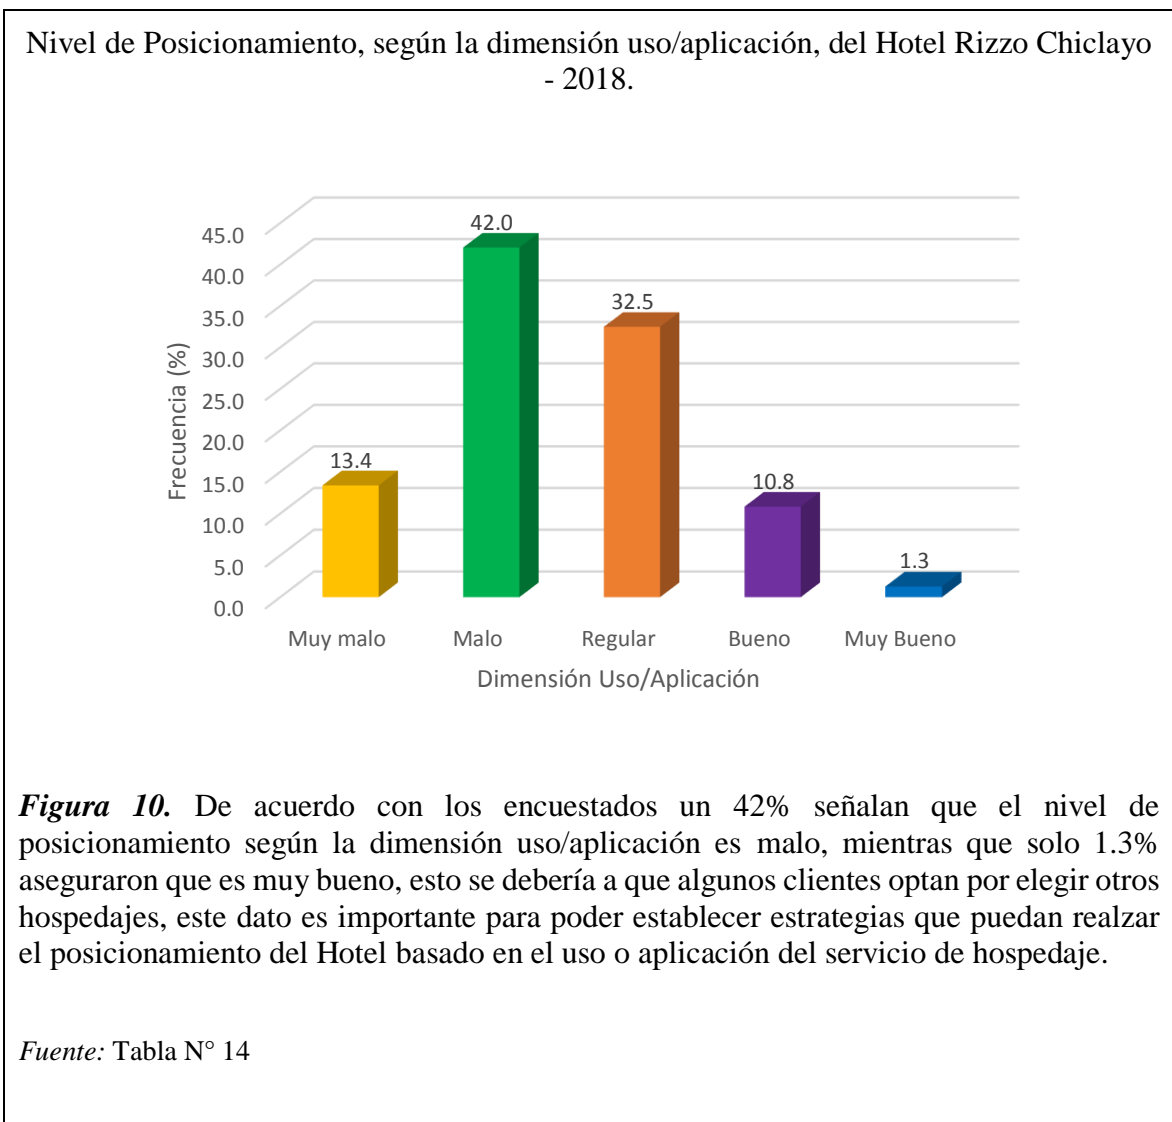 Nivel de Posicionamiento, según la dimensión uso/aplicación, del Hotel Rizzo Chiclayo
- 2018.
45.0
40.0
35.0
30.0
25.0
20.0
15.0
10.0
5.0
0.0
Frecuencia (%)
13.4
42.0
32.5
10.8
1.3
Muy malo
Malo
Regular
Bueno
Muy Bueno
Dimensión Uso/Aplicación
Figura 10. De acuerdo con los encuestados un 42% señalan que el nivel de
posicionamiento según la dimensión uso/aplicación es malo, mientras que solo 1.3%
aseguraron que es muy bueno, esto se debería a que algunos clientes optan por elegir otros
hospedajes, este dato es importante para poder establecer estrategias que puedan realzar
el posicionamiento del Hotel basado en el uso o aplicación del servicio de hospedaje.
Fuente: Tabla N° 14